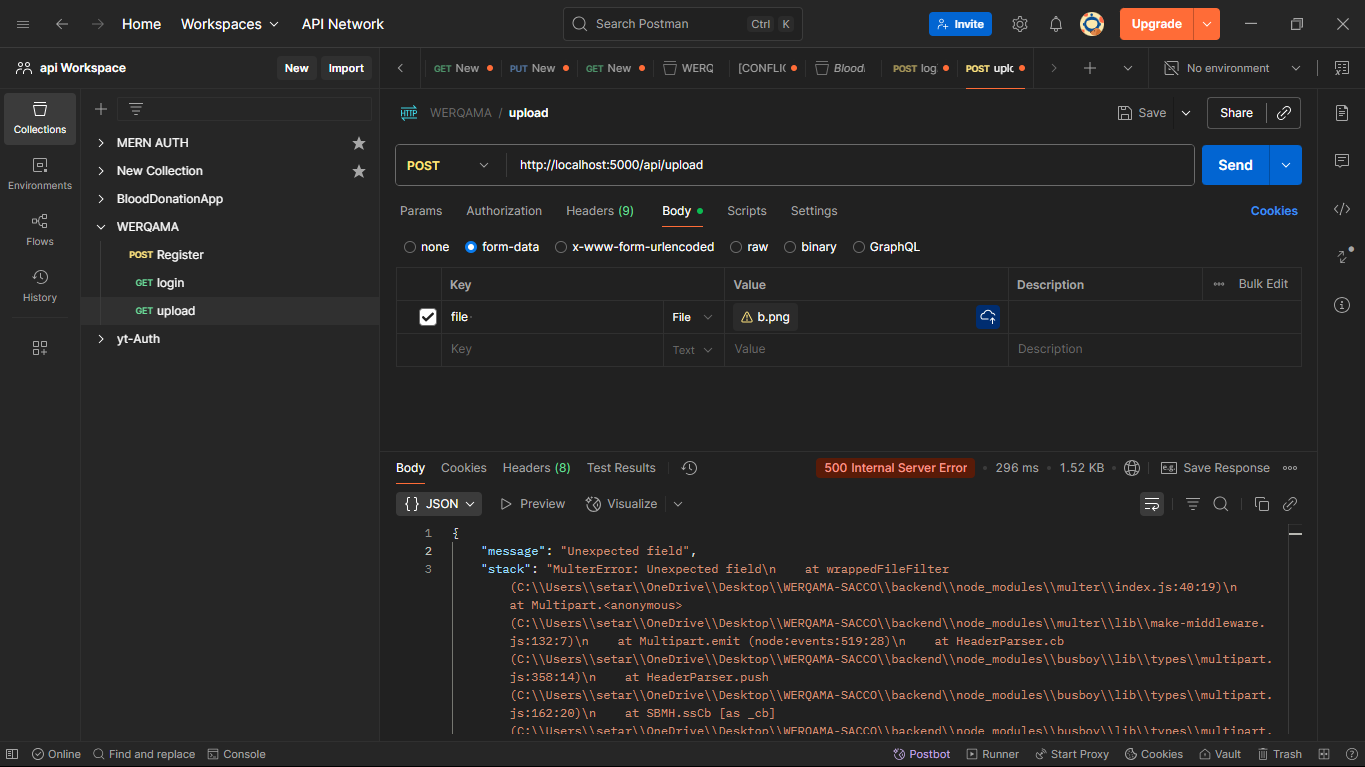 Home Workspaces API Network Search Postman Ctrl K Invite Upgrade
api Workspace New Import GET New PUT New GET New WERQ [CONFLIC Blood POST log POST uplo No environment
Collections
Environments
Flows
History
MERN AUTH
New Collection
BloodDonationApp
WERQAMA
POST Register
GET login
GET upload
yt-Auth
HTTP WERQAMA / upload Save Share
POST http://localhost:5000/api/upload Send
Params Authorization Headers (9) Body Scripts Settings Cookies
none form-data x-www-form-urlencoded raw binary GraphQL
Key Value Description Bulk Edit
file File b.png
Key Text Value Description
Body Cookies Headers (8) Test Results 500 Internal Server Error 296 ms 1.52 KB e.g. Save Response
{} JSON Preview Visualize
1 {
2 "message": "Unexpected field",
3 "stack": "MulterError: Unexpected field\n    at wrappedFileFilter
(C:\\Users\\setar\\OneDrive\\Desktop\\WERQAMA-SACCO\\backend\\node_modules\\multer\\index.js:40:19)\n
at Multipart.<anonymous>
(C:\\Users\\setar\\OneDrive\\Desktop\\WERQAMA-SACCO\\backend\\node_modules\\multer\\lib\\make-middleware.
js:132:7)\n    at Multipart.emit (node:events:519:28)\n    at HeaderParser.cb
(C:\\Users\\setar\\OneDrive\\Desktop\\WERQAMA-SACCO\\backend\\node_modules\\busboy\\lib\\types\\multipart.
js:358:14)\n    at HeaderParser.push
(C:\\Users\\setar\\OneDrive\\Desktop\\WERQAMA-SACCO\\backend\\node_modules\\busboy\\lib\\types\\multipart.
js:162:20)\n    at SBMH.ssCb [as _cb]
(C:\\Users\\setar\\OneDrive\\Desktop\\WERQAMA-SACCO\\backend\\node_modules\\busboy\\lib\\types\\multipart.
Online Find and replace Console Postbot Runner Start Proxy Cookies Vault Trash